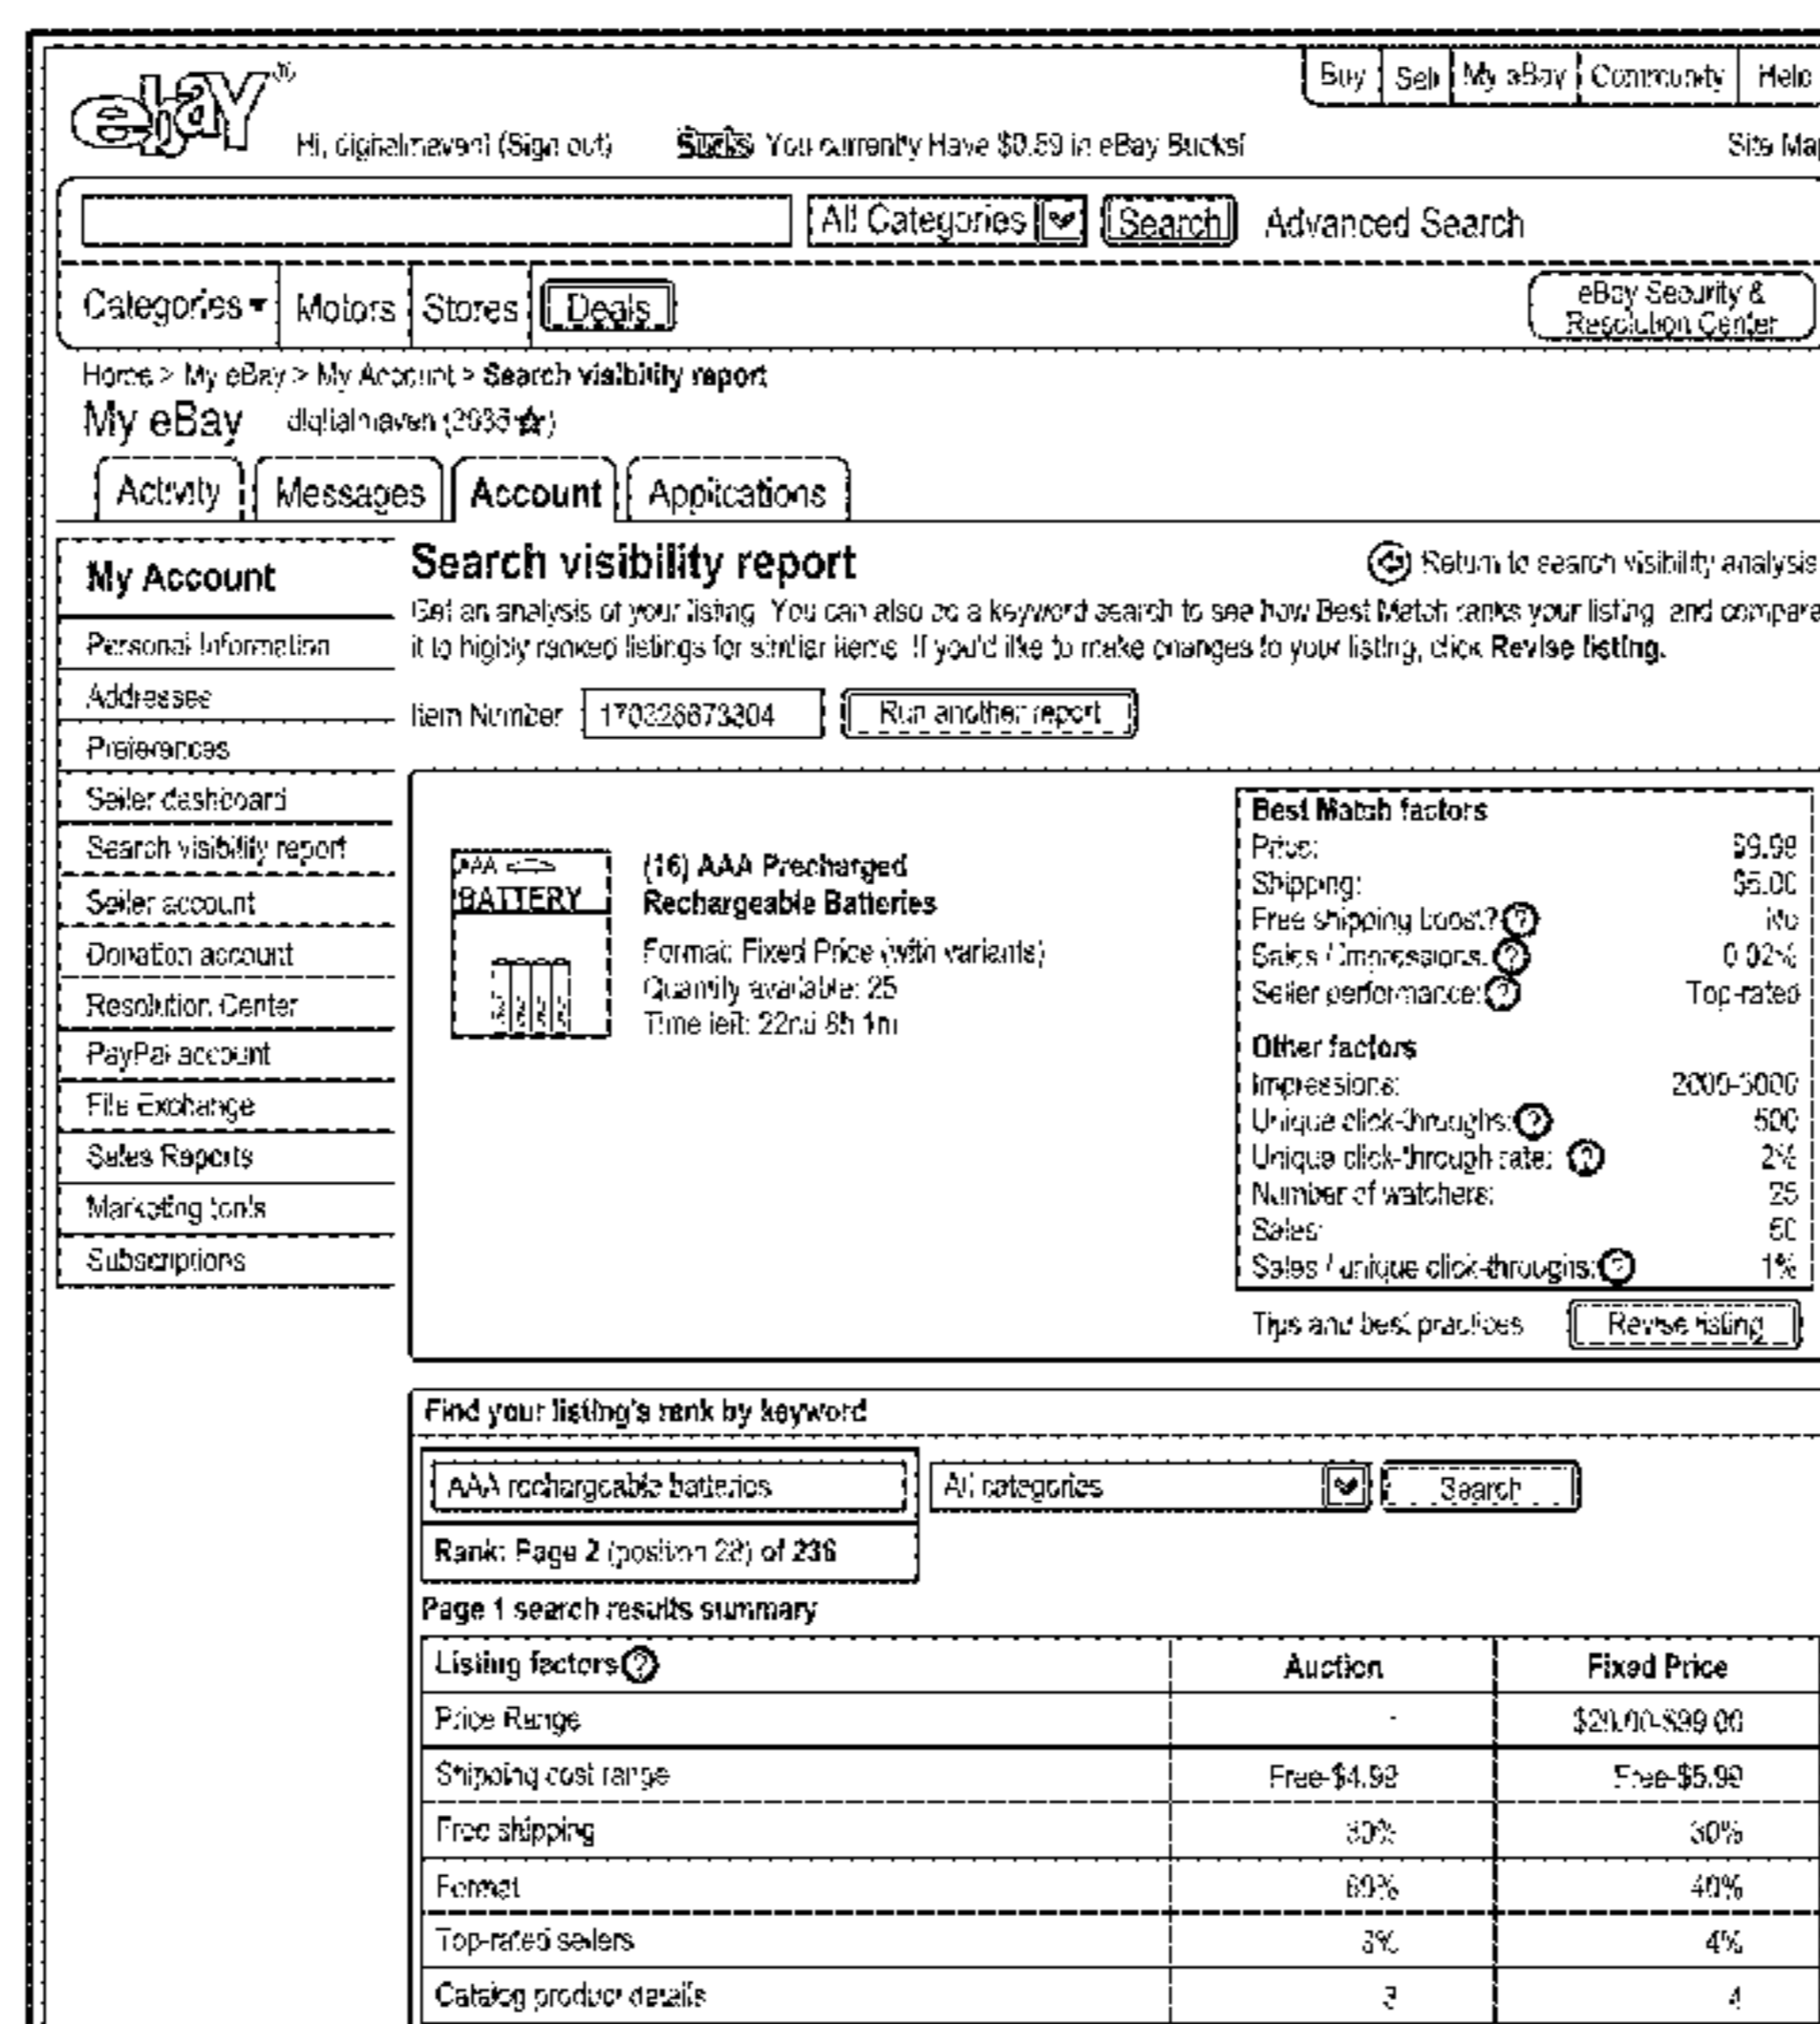 ebay®
Buy Sell My eBay Community Help
Hi, (Sign out) You currently Have $0.59 in eBay Bucks!
Site Map
All Categories Search Advanced Search
Categories Motors Stores Deals
eBay Security &
Resolution Center
Home > My eBay > My Account > Search visibility report
My eBay digitalmaven
Activity Messages Account Applications
My Account
Personal Information
Addresses
Preferences
Seller dashboard
Search visibility report
Seller account
Donation account
Resolution Center
PayPal account
File Exchange
Sales Reports
Marketing tools
Subscriptions
Search visibility report
Return to search visibility analysis
Get an analysis of your listing. You can also do a keyword search to see how Best Match ranks your listing and compare
it to highly ranked listings for similar items. If you'd like to make changes to your listing, click Revise listing.
Item Number Run another report
AAA
BATTERY
(16) AAA Precharged
Rechargeable Batteries
Format: Fixed Price (with variants)
Quantity available: 25
Time left:
Best Match factors
Price: $9.98
Shipping: $5.00
Free shipping boost? ? No
Sales / Impressions: ? 0.02%
Seller performance: ? Top-rated
Other factors
Impressions:
Unique click-throughs: ? 500
Unique click-through rate: ? 2%
Number of watchers: 25
Sales: 50
Sales / unique click-throughs: ? 1%
Tips and best practices Revise listing
Find your listing's rank by keyword
AAA rechargeable batteries All categories Search
Rank: Page 2 (position 28) of 236
Page 1 search results summary
Listing factors ? Auction Fixed Price
Price Range -
Shipping cost range Free-$4.99 Free-$5.99
Free shipping 30% 30%
Format 40%
Top-rated sellers 4%
Catalog product details 4